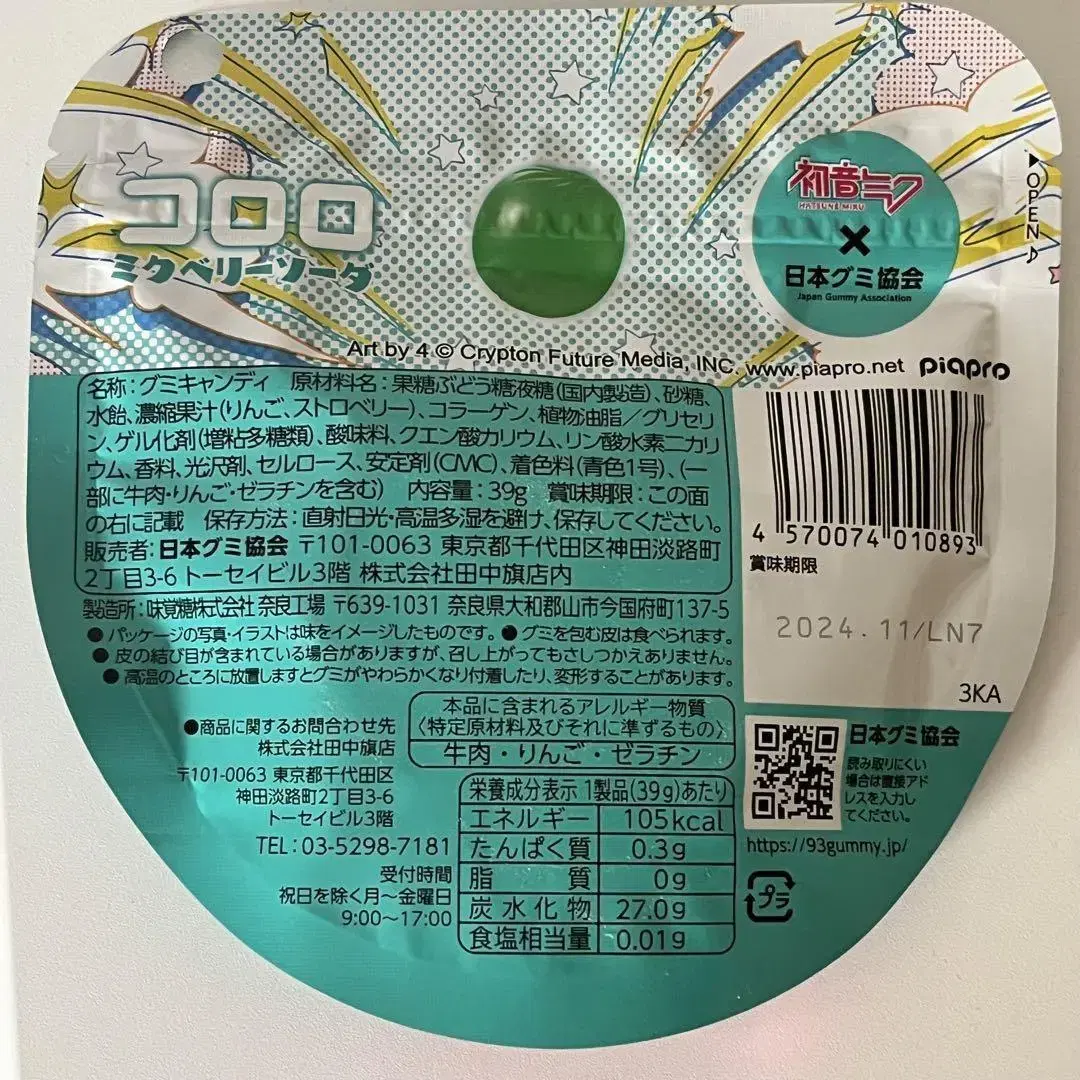 コロロ
ミクベリーソーダ
初音ミク
HATSUNE MIKU
×
日本グミ協会
Japan Gummy Association
OPEN
Art by 4 © Crypton Future Media, INC. www.piapro.net piapro
名称:グミキャンディ 原材料名:果糖ぶどう糖液糖(国内製造)、砂糖、
水飴、濃縮果汁(りんご、ストロベリー)、コラーゲン、植物油脂/グリセリ
ン、ゲル化剤(増粘多糖類)、酸味料、クエン酸カリウム、リン酸水素二カリ
ウム、香料、光沢剤、セルロース、安定剤(CMC)、着色料(青色1号)、(一
部に牛肉・りんご・ゼラチンを含む) 内容量:39g 賞味期限:この面
の右に記載 保存方法:直射日光・高温多湿を避け、保存してください。
販売者:日本グミ協会 〒101-0063 東京都千代田区神田淡路町
2丁目3-6 トーセイビル3階 株式会社田中旗店内
製造所:味覚糖株式会社 奈良工場 〒639-1031 奈良県大和郡山市今国府町137-5
●パッケージの写真・イラストは味をイメージしたものです。●グミを包む皮は食べられます。
●皮の結び目が含まれている場合がありますが、召し上がってもさしつかえありません。
●高温のところに放置しますとグミがやわらかくなり付着したり、変形することがあります。
4 570074 010893
賞味期限
2024.11/LN7
3KA
●商品に関するお問合わせ先
株式会社田中旗店
〒101-0063 東京都千代田区
神田淡路町2丁目3-6
トーセイビル3階
TEL:03-5298-7181
受付時間
祝日を除く月~金曜日
9:00~17:00
本品に含まれるアレルギー物質
〈特定原材料及びそれに準ずるもの〉
牛肉・りんご・ゼラチン
栄養成分表示 1製品(39g)あたり
エネルギー 105kcal
たんぱく質 0.3g
脂質 0g
炭水化物 27.0g
食塩相当量 0.01g
日本グミ協会
読み取りにくい
場合は直接アド
レスを入力し
てください。
https://93gummy.jp/
プラ